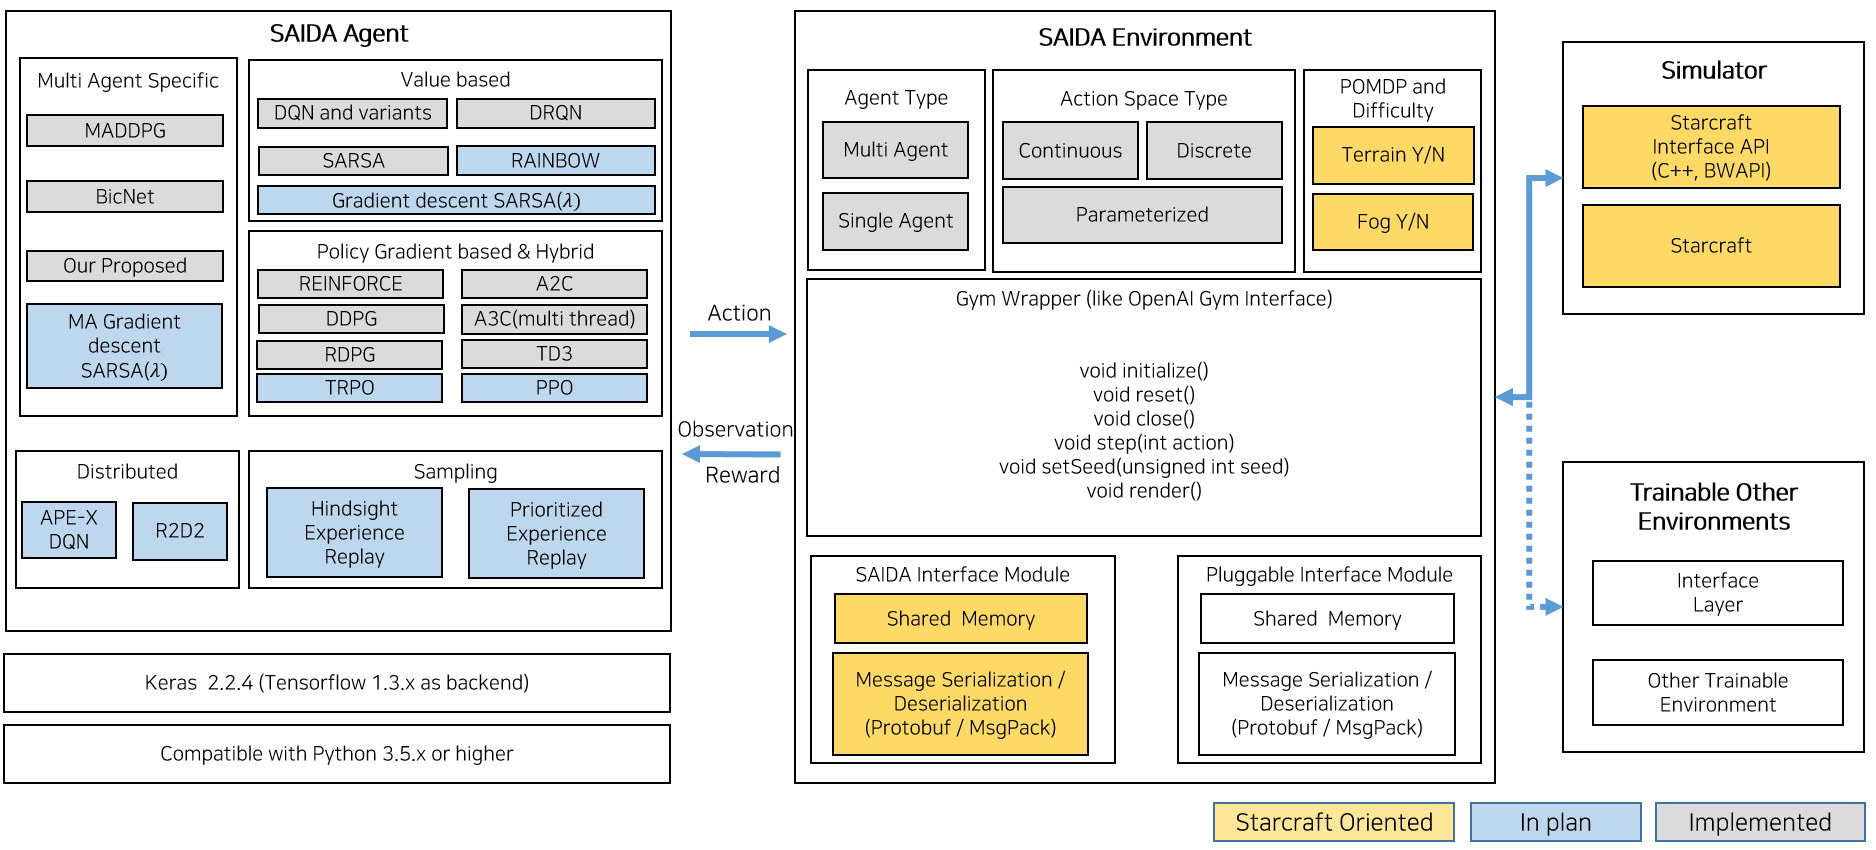 SAIDA Agent
Multi Agent Specific
MADDPG
BicNet
Our Proposed
MA Gradient
descent
SARSA(λ)
Value based
DQN and variants
DRQN
SARSA
RAINBOW
Gradient descent SARSA(λ)
Policy Gradient based & Hybrid
REINFORCE
A2C
DDPG
A3C(multi thread)
RDPG
TD3
TRPO
PPO
Distributed
APE-X
DQN
R2D2
Sampling
Hindsight
Experience
Replay
Prioritized
Experience
Replay
Keras 2.2.4 (Tensorflow 1.3.x as backend)
Compatible with Python 3.5.x or higher
Action
Observation
Reward
SAIDA Environment
Agent Type
Multi Agent
Single Agent
Action Space Type
Continuous
Discrete
Parameterized
POMDP and
Difficulty
Terrain Y/N
Fog Y/N
Gym Wrapper (like OpenAI Gym Interface)
void initialize()
void reset()
void close()
void step(int action)
void setSeed(unsigned int seed)
void render()
SAIDA Interface Module
Shared Memory
Message Serialization /
Deserialization
(Protobuf / MsgPack)
Pluggable Interface Module
Shared Memory
Message Serialization /
Deserialization
(Protobuf / MsgPack)
Simulator
Starcraft
Interface API
(C++, BWAPI)
Starcraft
Trainable Other
Environments
Interface
Layer
Other Trainable
Environment
Starcraft Oriented
In plan
Implemented